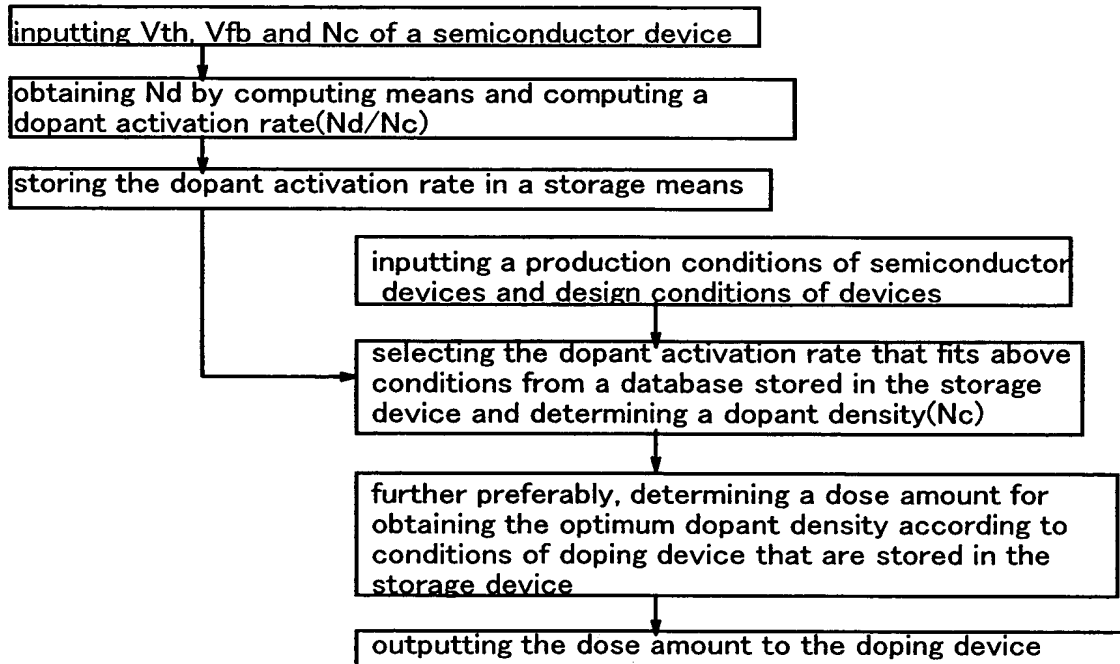 inputting Vth, Vfb and Nc of a semiconductor device
obtaining Nd by computing means and computing a
dopant activation rate(Nd/Nc)
storing the dopant activation rate in a storage means
inputting a production conditions of semiconductor
devices and design conditions of devices
selecting the dopant activation rate that fits above
conditions from a database stored in the storage
device and determining a dopant density(Nc)
further preferably, determining a dose amount for
obtaining the optimum dopant density according to
conditions of doping device that are stored in the
storage device
outputting the dose amount to the doping device